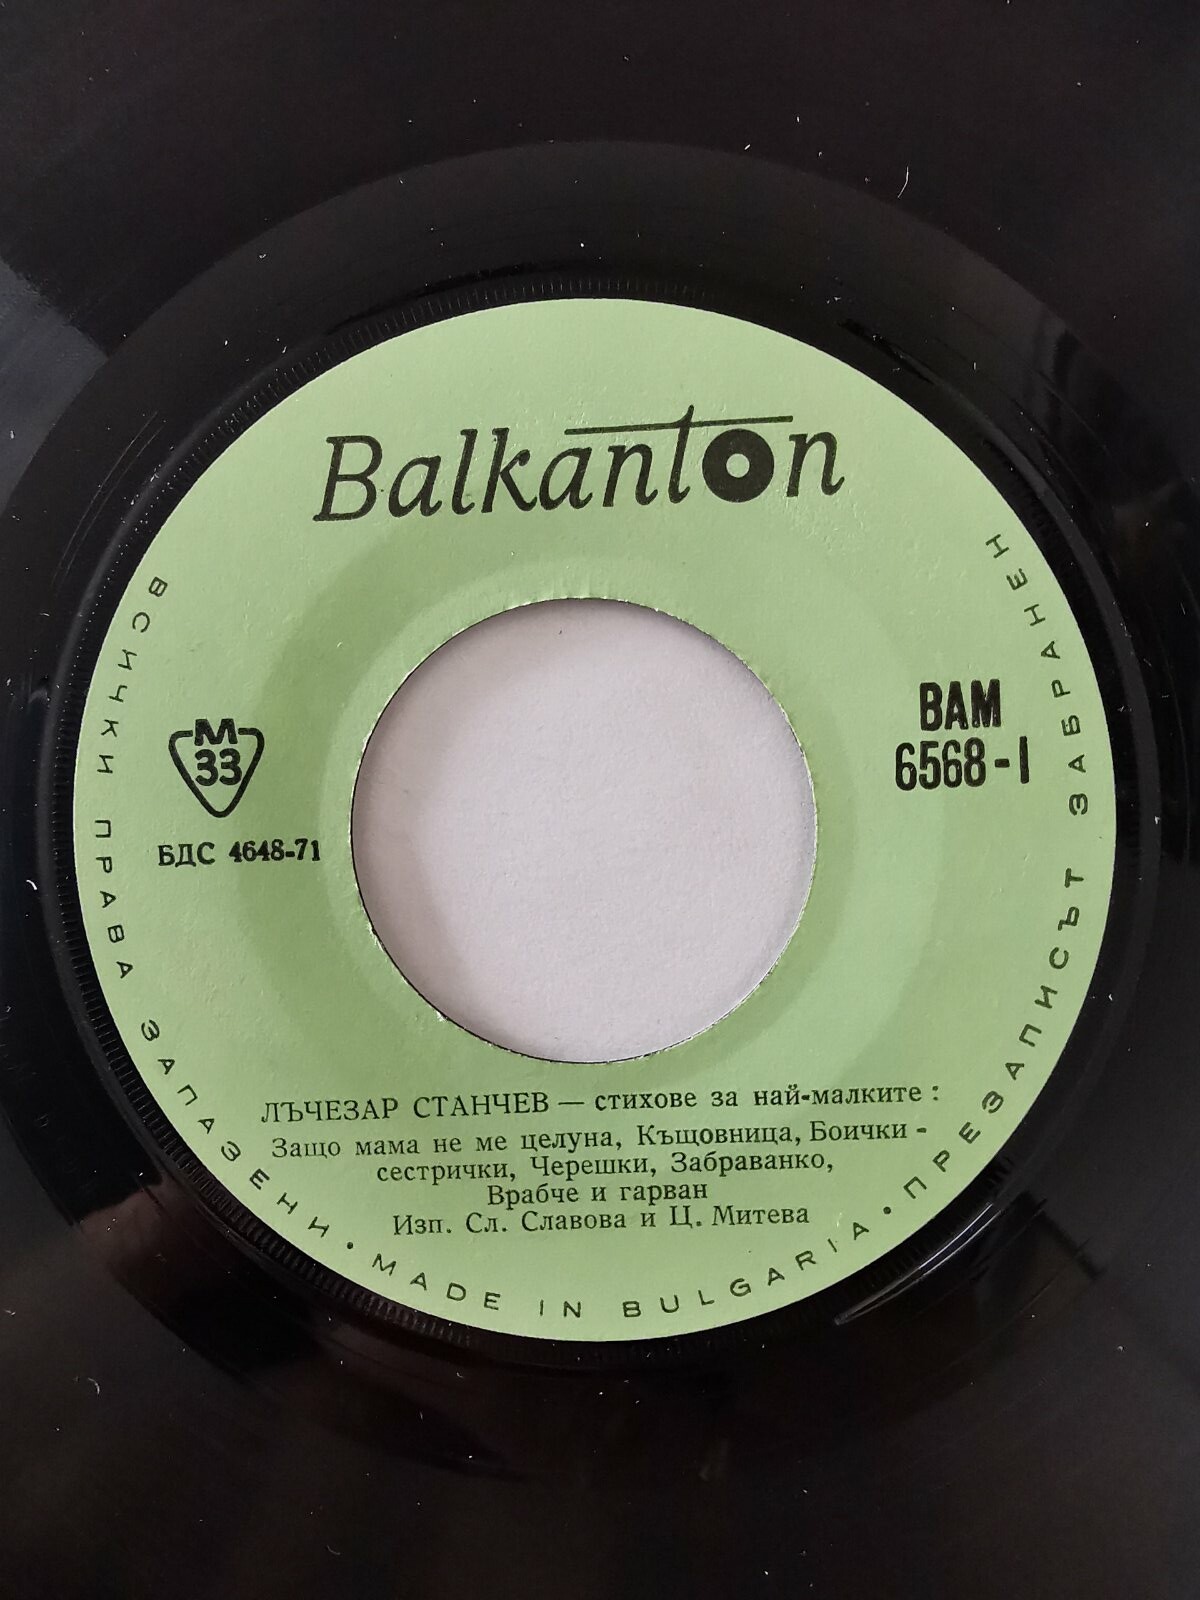 Balkanton
М
33
БДС 4648-71
ВАМ
6568-I
ЛЪЧЕЗАР СТАНЧЕВ — стихове за най-малките :
Защо мама не ме целуна, Къщовница, Боички -
сестрички, Черешки, Забраванко,
Врабче и гарван
Изп. Сл. Славова и Ц. Митева
ВСИЧКИ ПРАВА ЗАПАЗЕНИ • MADE IN BULGARIA • ПРЕЗАПИСЪТ ЗАБРАНЕН